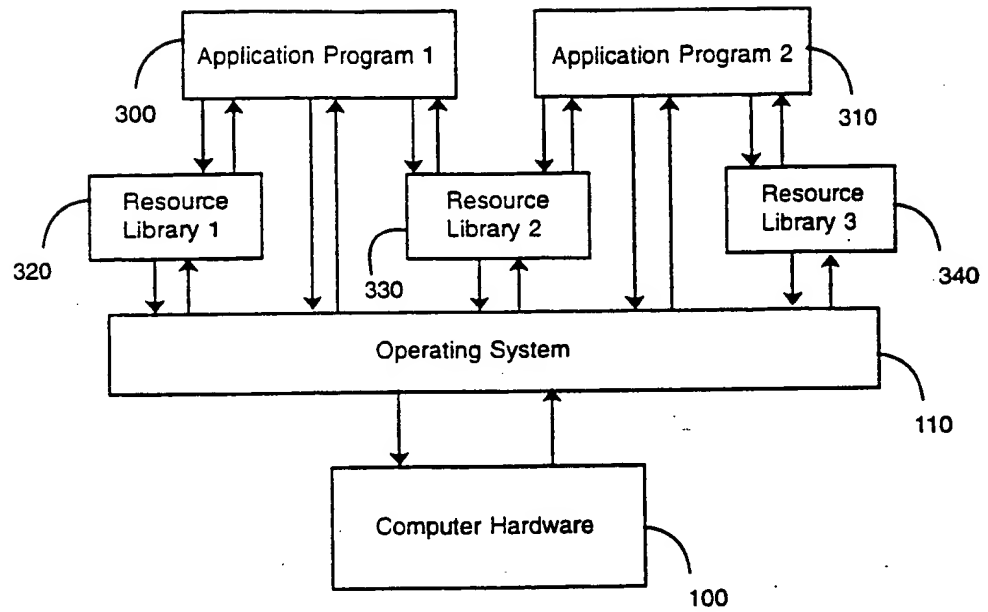 Application Program 1
Application Program 2
300
310
Resource
Library 1
Resource
Library 2
Resource
Library 3
320
330
340
Operating System
110
Computer Hardware
100